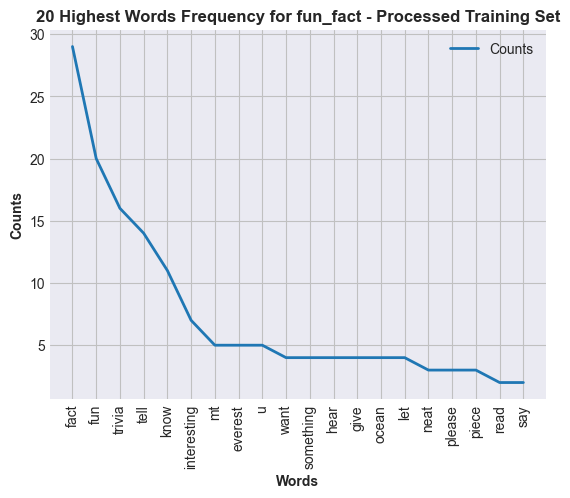 20 Highest Words Frequency for fun_fact - Processed Training Set
Counts
Counts
30
25
20
15
10
5
fact
fun
trivia
tell
know
interesting
mt
everest
u
want
something
hear
give
ocean
let
neat
please
piece
read
say
Words